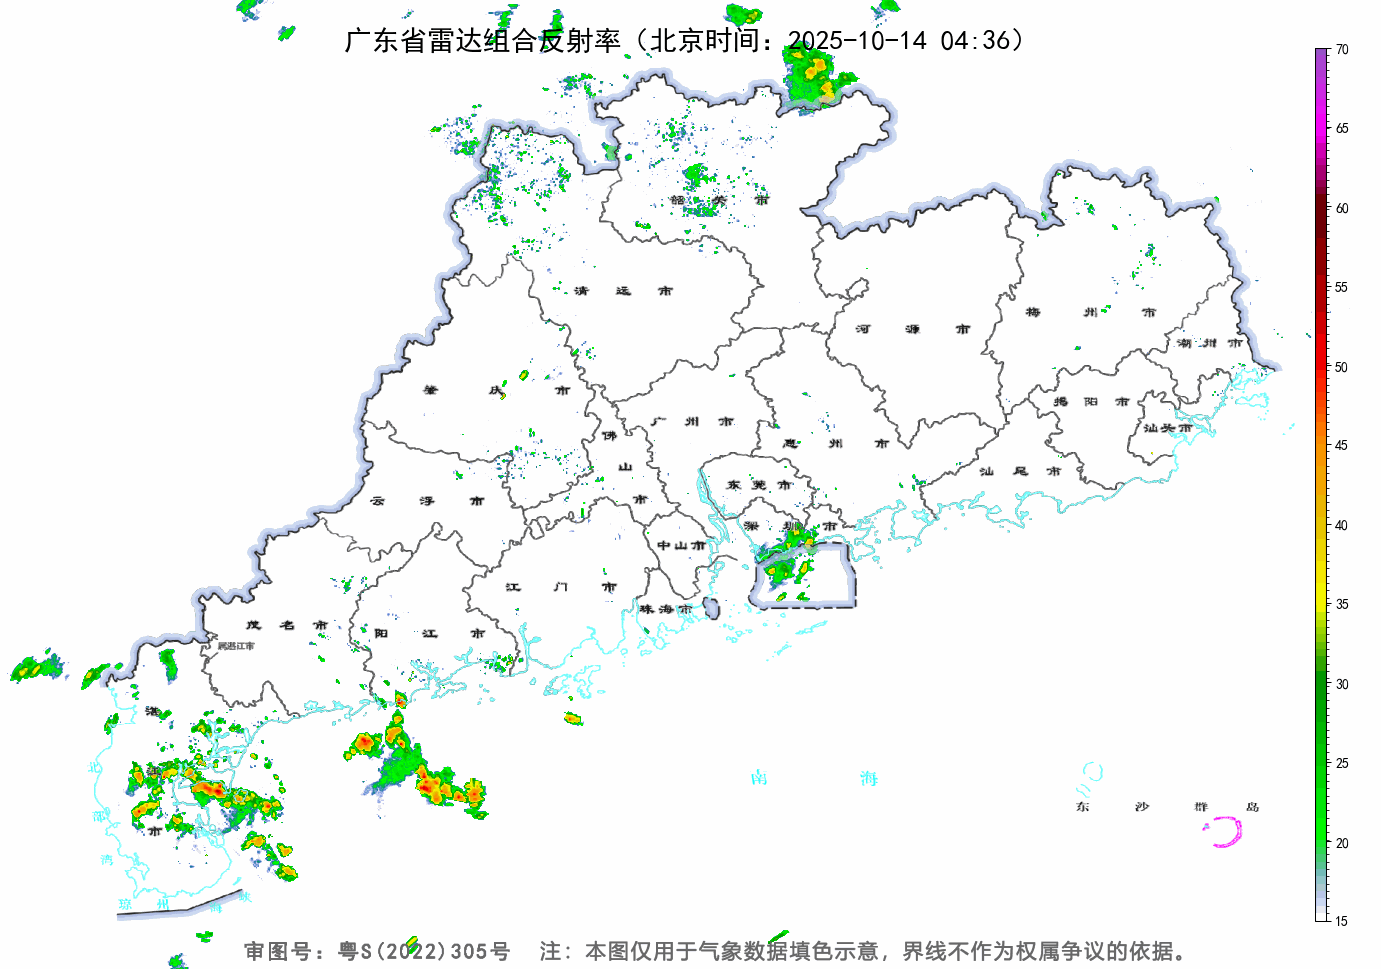 广东省雷达组合反射率（北京时间：2025-10-14 04:36）
70
65
60
55
50
45
40
35
30
25
20
15
韶关市
清远市
河源市
梅州市
潮州市
肇庆市
广州市
揭阳市
汕头市
佛山市
惠州市
汕尾市
云浮市
东莞市
深圳市
中山市
江门市
珠海市
茂名市
阳江市
属湛江市
湛江市
南海
东沙群岛
北部湾
琼州海峡
审图号：粤S(2022)305号 注：本图仅用于气象数据填色示意，界线不作为权属争议的依据。